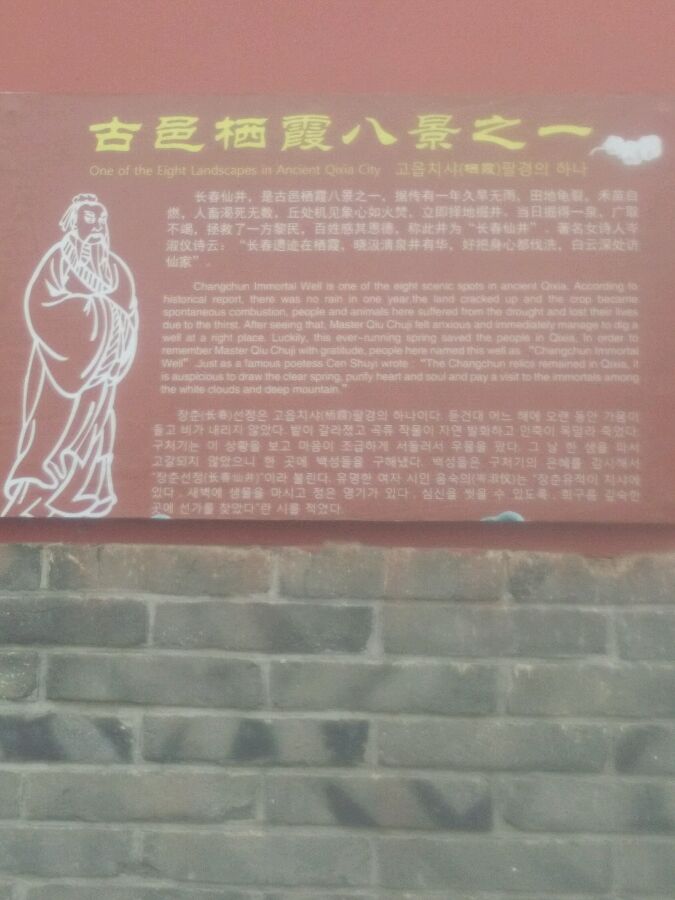 古邑栖霞八景之一
One of the Eight Landscapes in Ancient Qixia City 고읍치샤(栖霞)팔경의 하나
长春仙井，是古邑栖霞八景之一，据传有一年久旱无雨，田地龟裂，禾苗自
燃，人畜渴死无数，丘处机见象心如火焚，立即择地掘井。当日掘得一泉，广取
不竭，拯救了一方黎民，百姓感其恩德，称此井为“长春仙井”。著名女诗人岑
淑仪诗云：“长春遗迹在栖霞，晓汲清泉井有华，好把身心都伐洗，白云深处访
仙家”。
Changchun Immortal Well is one of the eight scenic spots in ancient Qixia. According to
historical report, there was no rain in one year.the land cracked up and the crop became
spontaneous combustion, people and animals here suffered from the drought and lost their lives
due to the thirst. After seeing that, Master Qiu Chuji felt anxious and immediately manage to dig a
well at a right place. Luckily, this ever-running spring saved the people in Qixia. In order to
remember Master Qiu Chuji with gratitude, people here named this well as “Changchun Immortal
Well”.Just as a famous poetess Cen Shuyi wrote “The Changchun relics remained in Qixia, it
is auspicious to draw the clear spring, purify heart and soul and pay a visit to the immortals among
the white clouds and deep mountain.”
장춘(长春)선정은 고읍치샤(栖霞)팔경의 하나이다. 듣건대 어느 해에 오랜 동안 가물이
들고 비가 내리지 않았다. 밭이 갈라졌고 곡류 작물이 자연 발화하고 인축이 목말라 죽었다.
구처기는 이 상황을 보고 마음이 조급하게 서둘러서 우물을 팠다. 그 날 한 샘을 파서
고갈되지 않았으니 한 곳에 백성들을 구해냈다. 백성들은 구처기의 은혜를 감사해서
“장춘선정(长春仙井)”이라 불린다. 유명한 여자 시인 음숙의(岑淑仪)는 “장춘유적이 치샤에
있다, 새벽에 샘물을 마시고 정은 명기가 있다, 심신을 씻을 수 있도록, 흰구름 깊숙한
곳에 선가를 찾았다”란 시를 적었다.